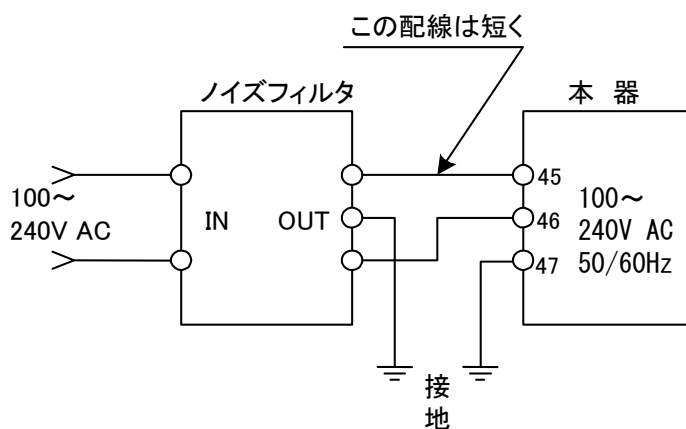 この配線は短く
ノイズフィルタ
本 器
100～
240V AC
IN
OUT
45
46
47
100～
240V AC
50/60Hz
接
地